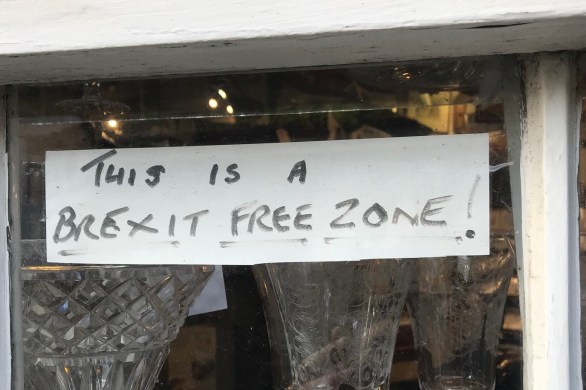 THIS IS A
BREXIT FREE ZONE!